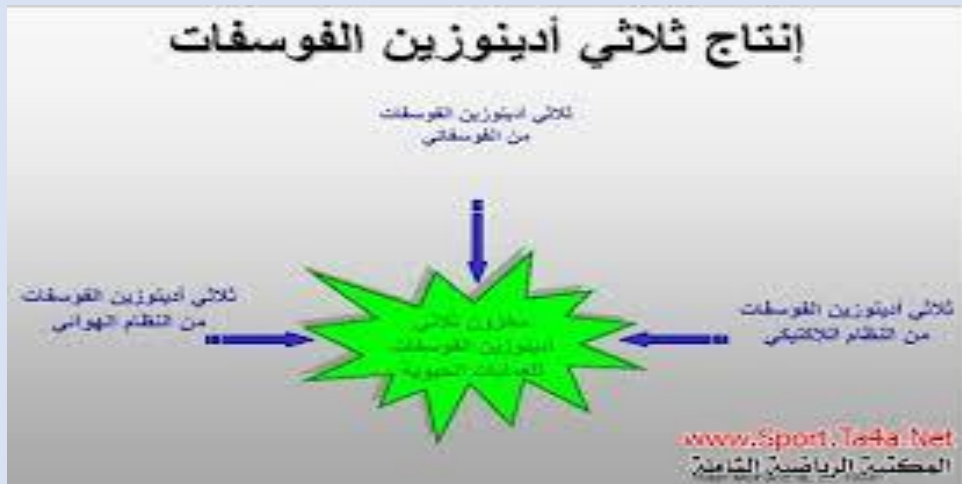 إنتاج ثلاثي أدينوزين الفوسفات
ثلاثي أدينوزين الفوسفات
من الفوسفاتي
ثلاثي أدينوزين الفوسفات
من النظام اللاكتيكي
ثلاثي أدينوزين الفوسفات
من النظام الهوائي
مخزون ثلاثي
أدينوزين الفوسفات
للعمليات الحيوية
www.Sport.Ta4a.Net
المكتبة الرياضية الشاملة